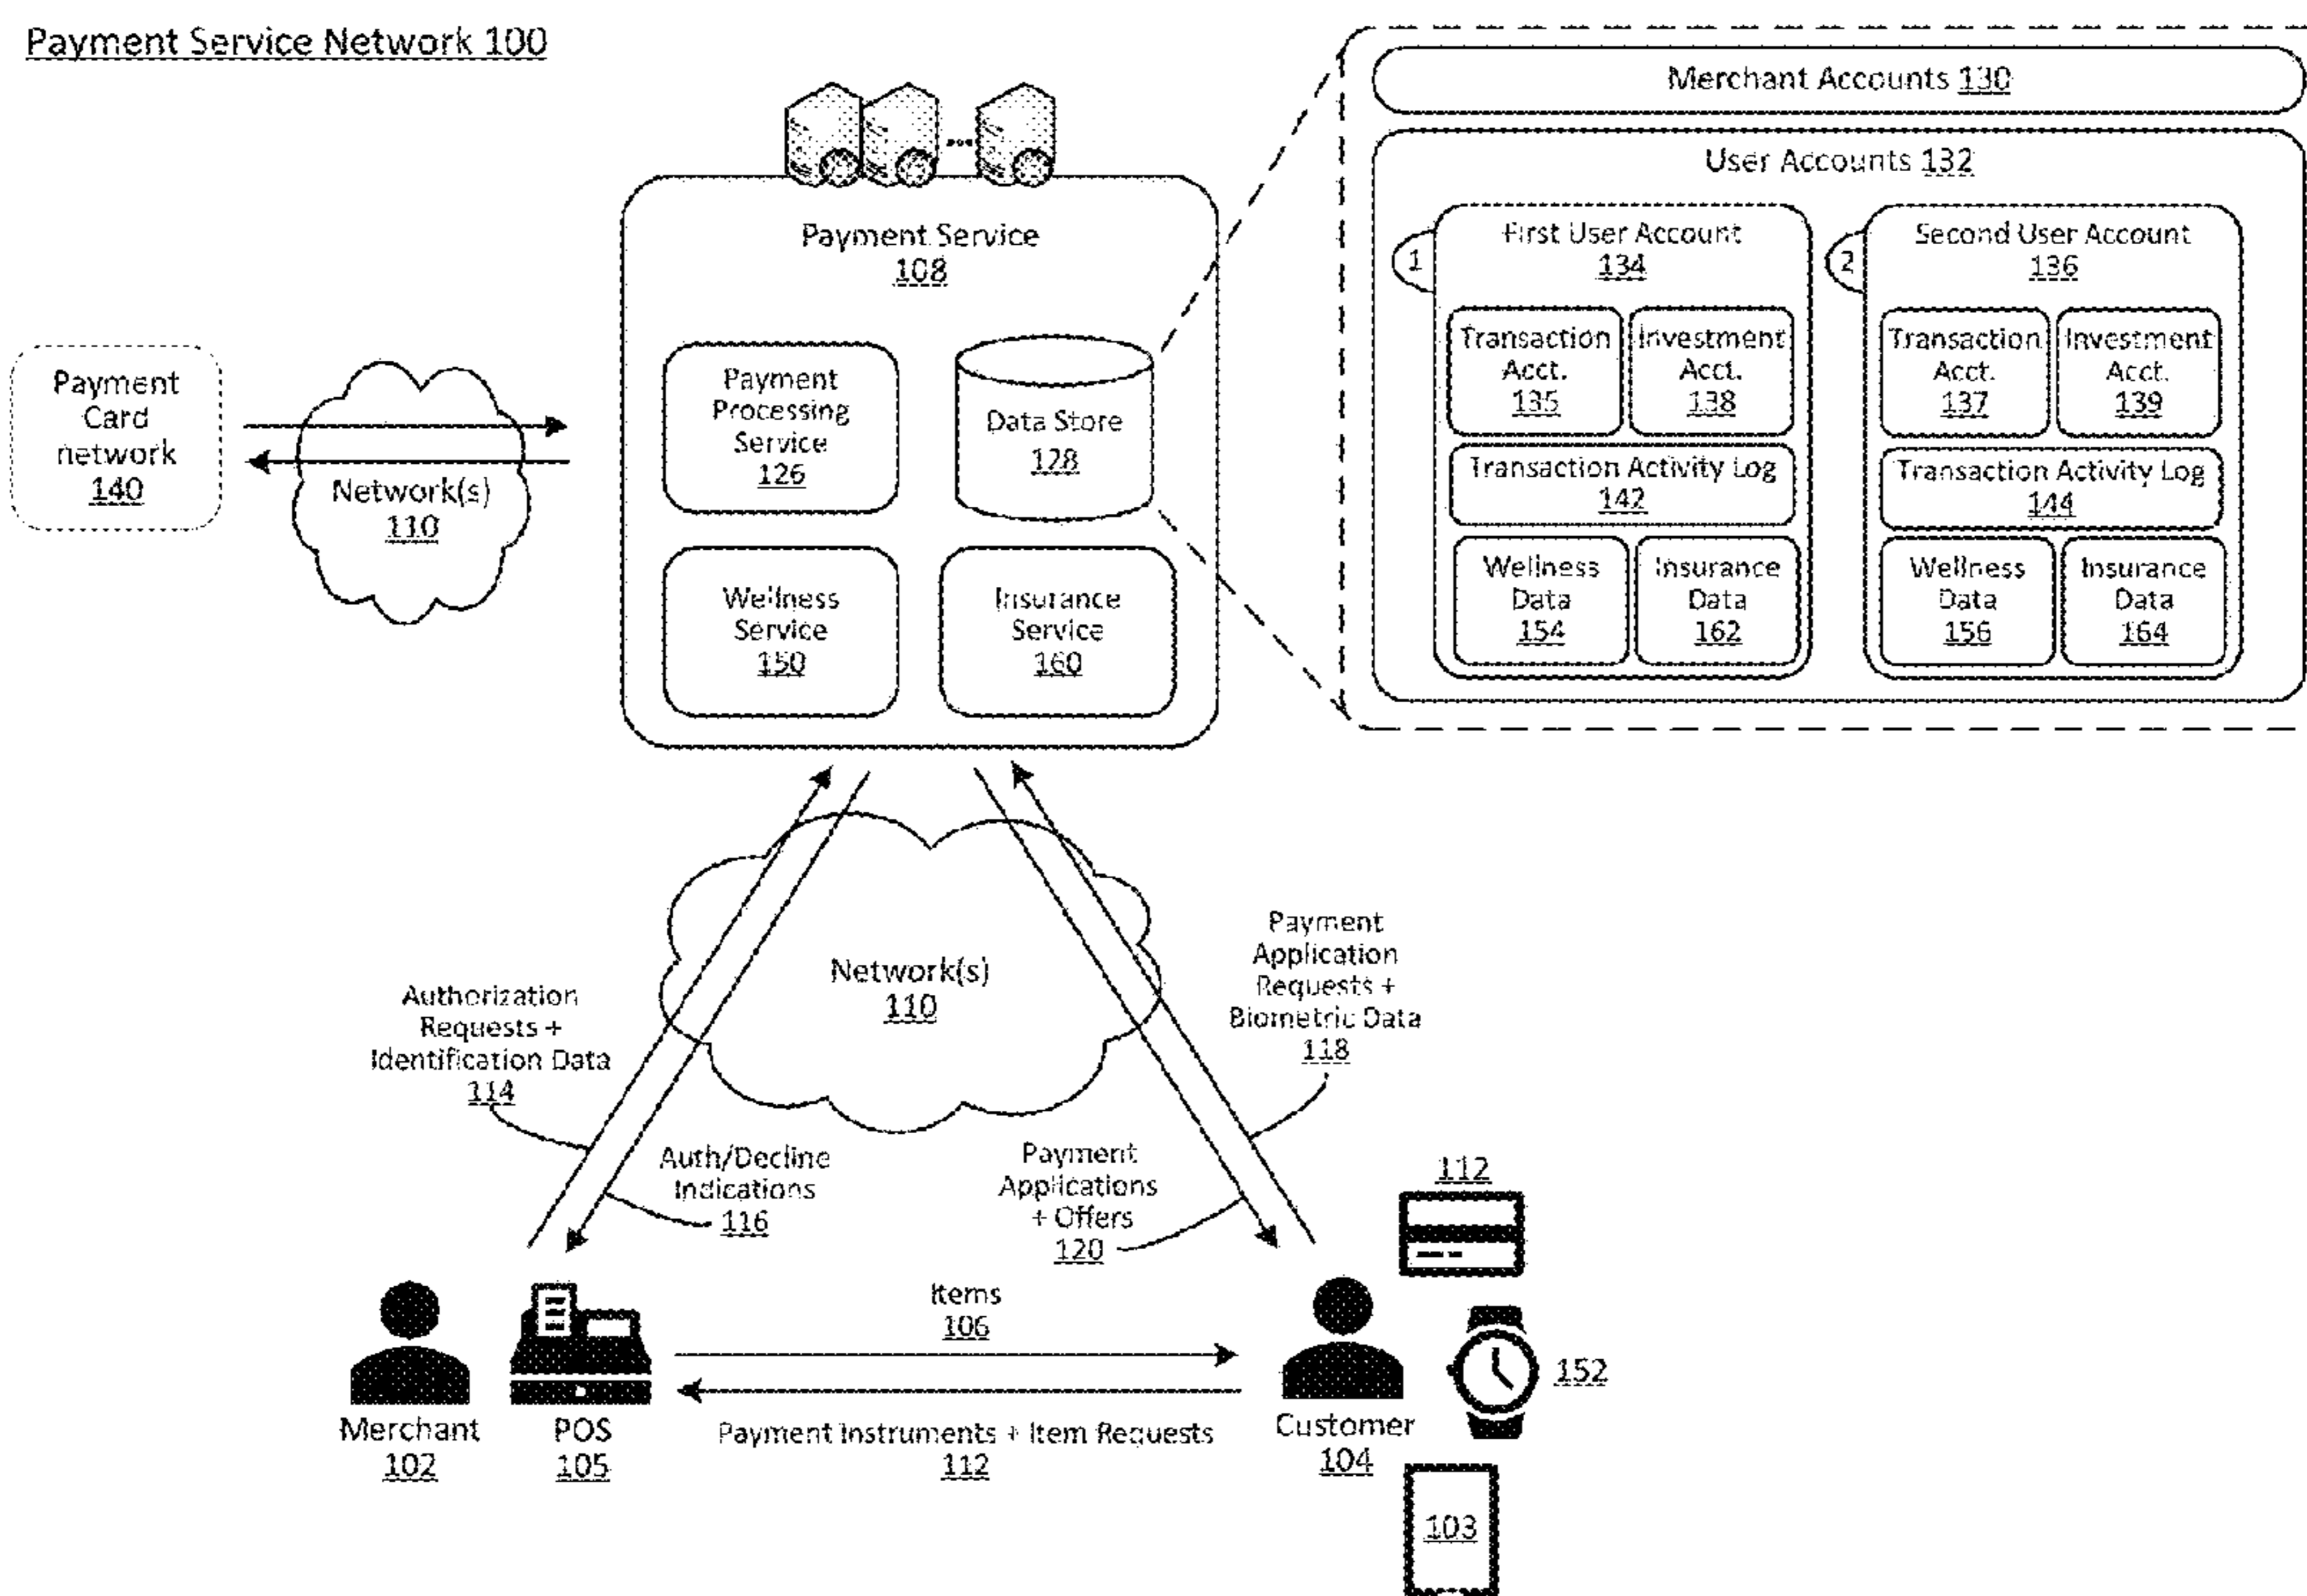 Payment Service Network 100
Merchant Accounts 130
User Accounts 132
1
First User Account
134
Transaction
Acct.
135
Investment
Acct.
138
Transaction Activity Log
142
Wellness
Data
154
Insurance
Data
162
2
Second User Account
136
Transaction
Acct.
137
Investment
Acct.
139
Transaction Activity Log
144
Wellness
Data
156
Insurance
Data
164
Payment Service
108
Payment
Processing
Service
126
Data Store
128
Wellness
Service
150
Insurance
Service
160
Payment
Card
network
140
Network(s)
110
Network(s)
110
Authorization
Requests +
Identification Data
114
Auth/Decline
Indications
116
Payment
Application
Requests +
Biometric Data
118
Payment
Applications
+ Offers
120
112
Items
106
152
Merchant
102
POS
105
Payment Instruments + Item Requests
112
Customer
104
103